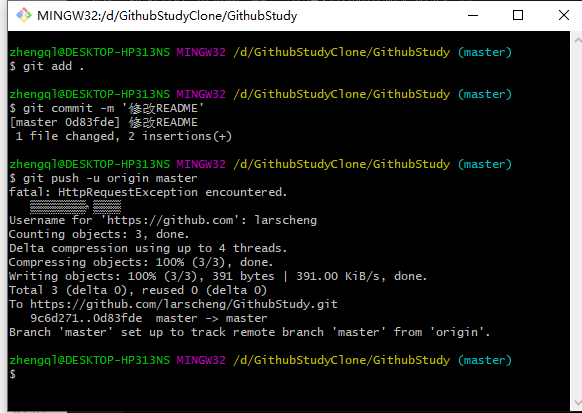 MINGW32:/d/GithubStudyClone/GithubStudy
zhengql@DESKTOP-HP313NS MINGW32 /d/GithubStudyClone/GithubStudy (master)
$ git add .
zhengql@DESKTOP-HP313NS MINGW32 /d/GithubStudyClone/GithubStudy (master)
$ git commit -m '修改README'
[master 0d83fde] 修改README
1 file changed, 2 insertions(+)
zhengql@DESKTOP-HP313NS MINGW32 /d/GithubStudyClone/GithubStudy (master)
$ git push -u origin master
fatal: HttpRequestException encountered.
Username for 'https://github.com': larscheng
Counting objects: 3, done.
Delta compression using up to 4 threads.
Compressing objects: 100% (3/3), done.
Writing objects: 100% (3/3), 391 bytes | 391.00 KiB/s, done.
Total 3 (delta 0), reused 0 (delta 0)
To https://github.com/larscheng/GithubStudy.git
9c6d271..0d83fde  master -> master
Branch 'master' set up to track remote branch 'master' from 'origin'.
zhengql@DESKTOP-HP313NS MINGW32 /d/GithubStudyClone/GithubStudy (master)
$